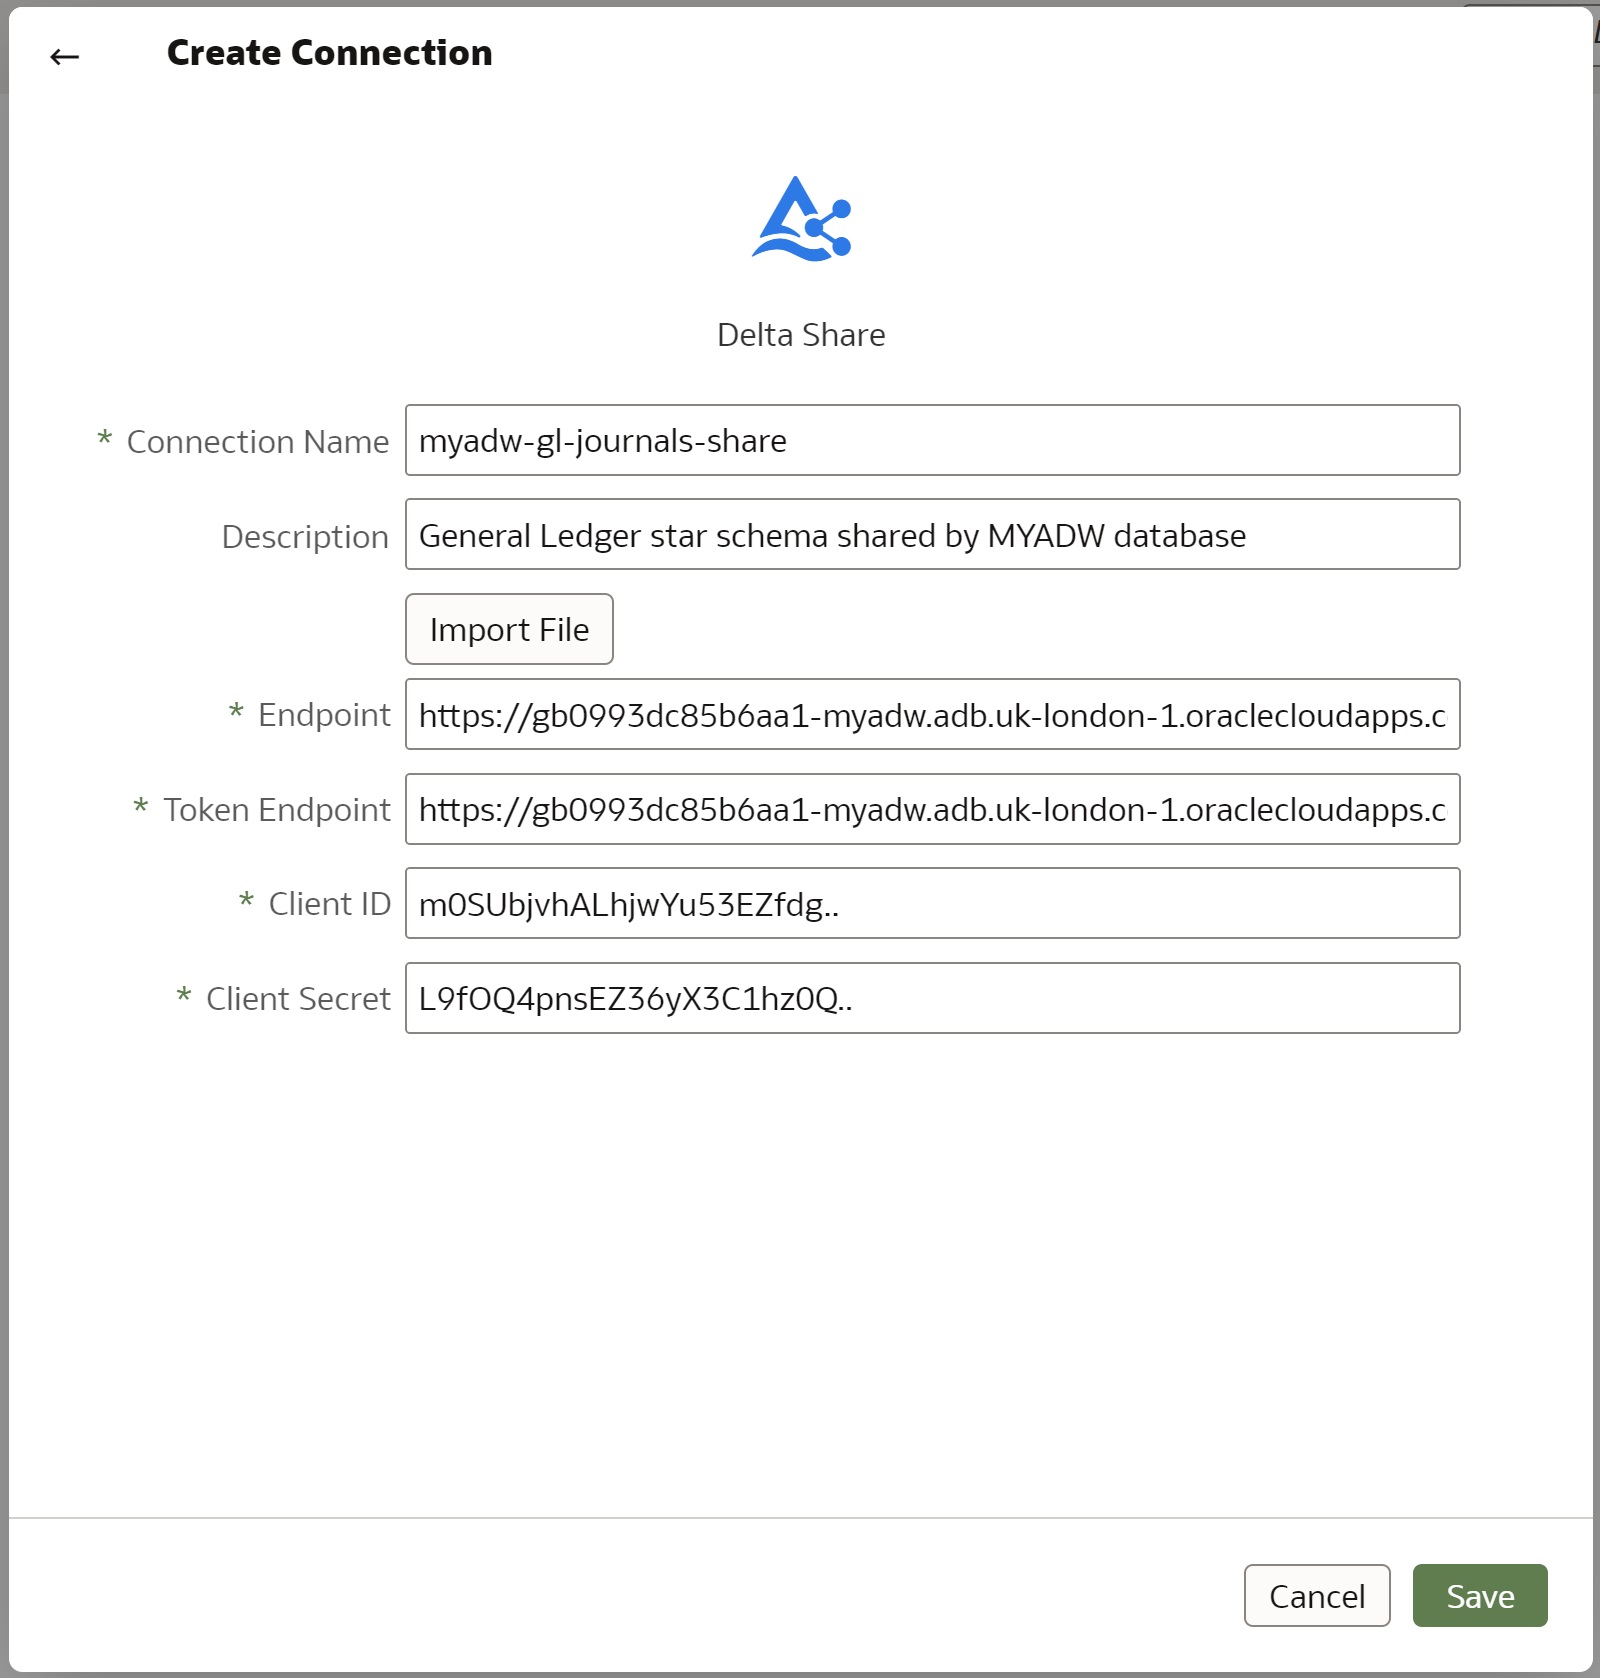 Create Connection
Delta Share
* Connection Name myadw-gl-journals-share
Description General Ledger star schema shared by MYADW database
Import File
* Endpoint https://gb0993dc85b6aa1-myadw.adb.uk-london-1.oraclecloudapps.c
* Token Endpoint https://gb0993dc85b6aa1-myadw.adb.uk-london-1.oraclecloudapps.c
* Client ID m0SUbjvhALhjwYu53EZfdg..
* Client Secret L9fOQ4pnsEZ36yX3C1hz0Q..
Cancel Save